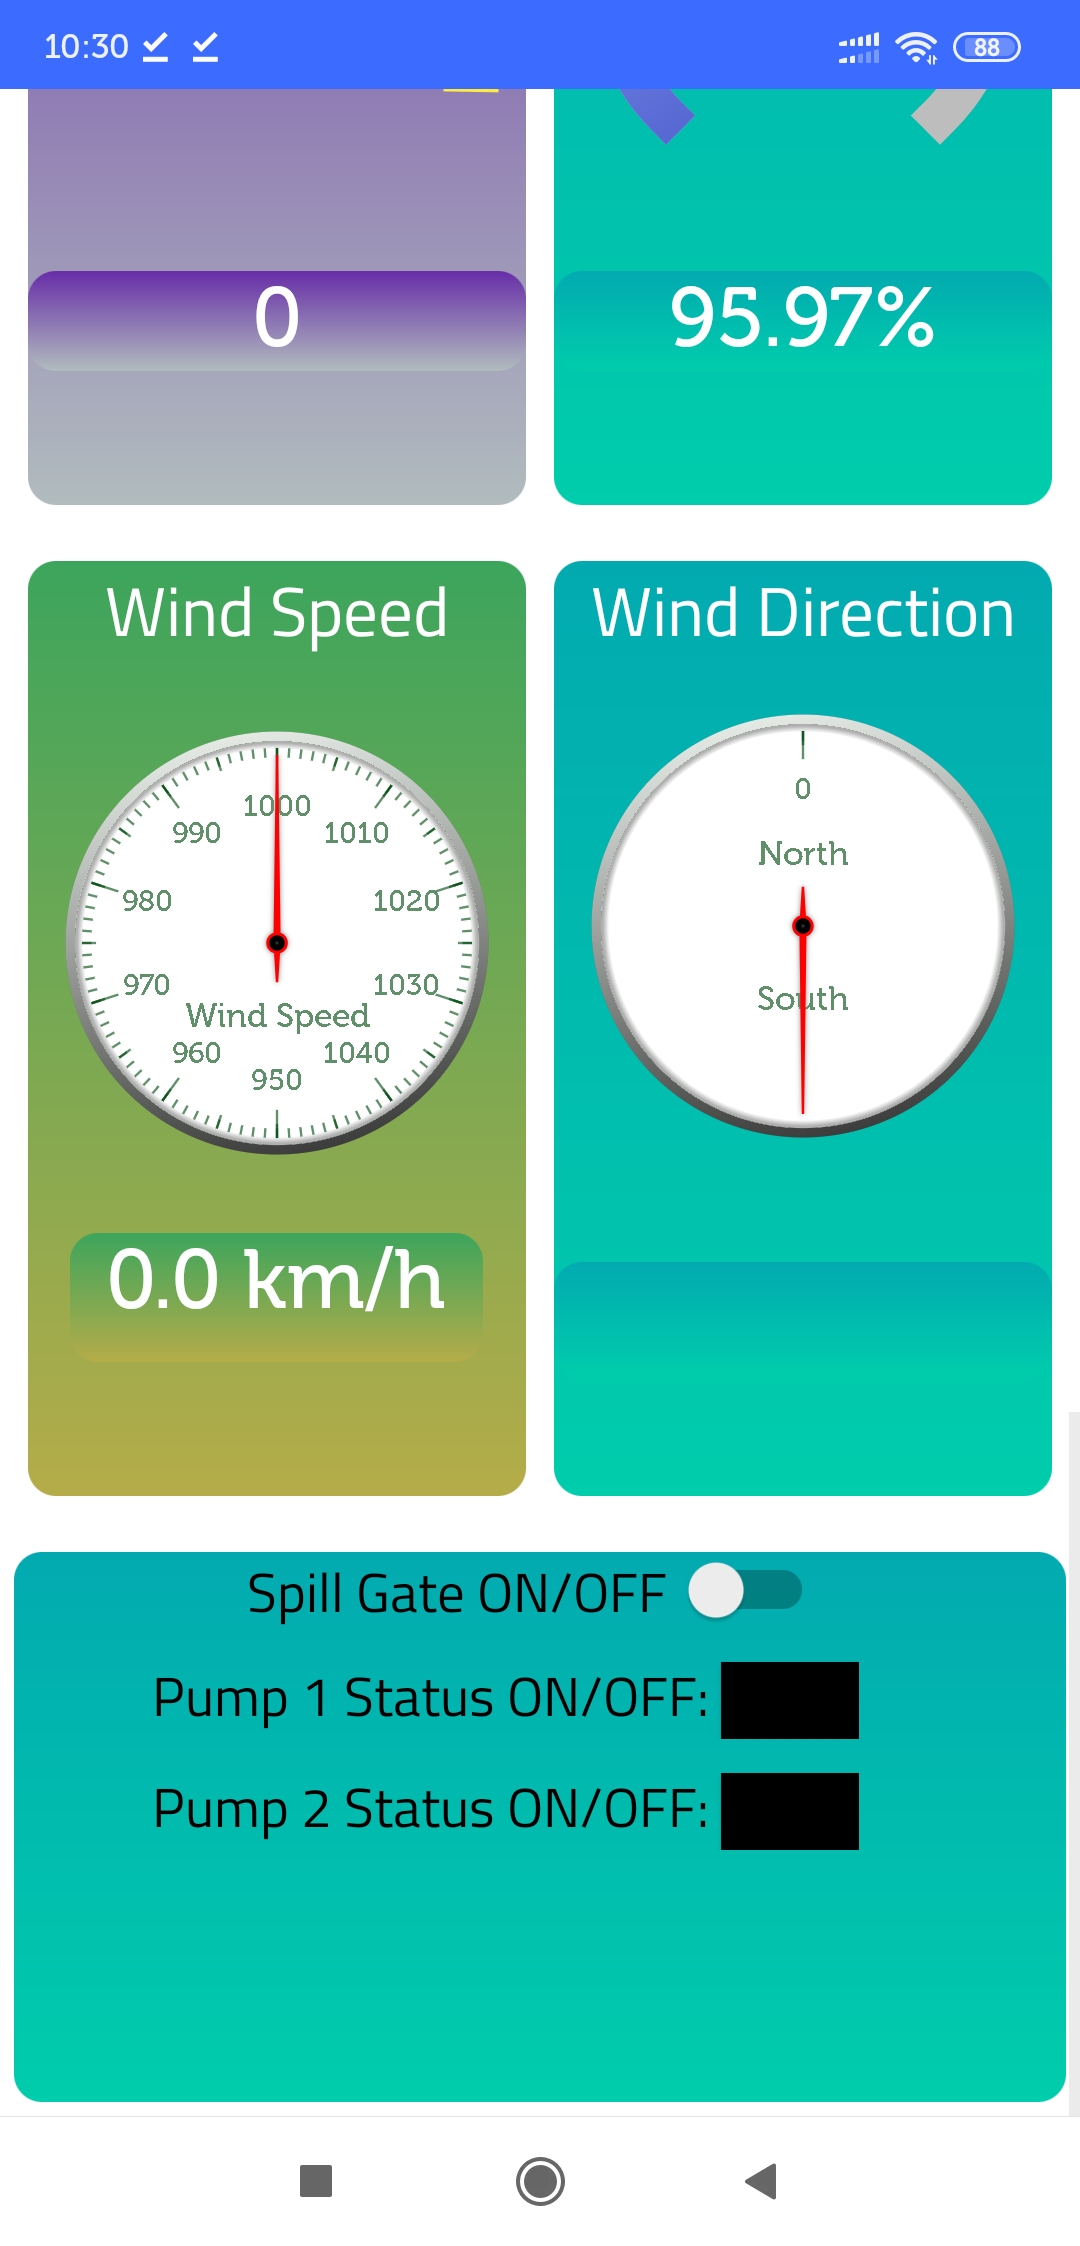 10:30
88
0
95.97%
Wind Speed
Wind Direction
1000
990
1010
980
1020
970
1030
Wind Speed
960
1040
950
0
North
South
0.0 km/h
Spill Gate ON/OFF
Pump 1 Status ON/OFF:
Pump 2 Status ON/OFF: